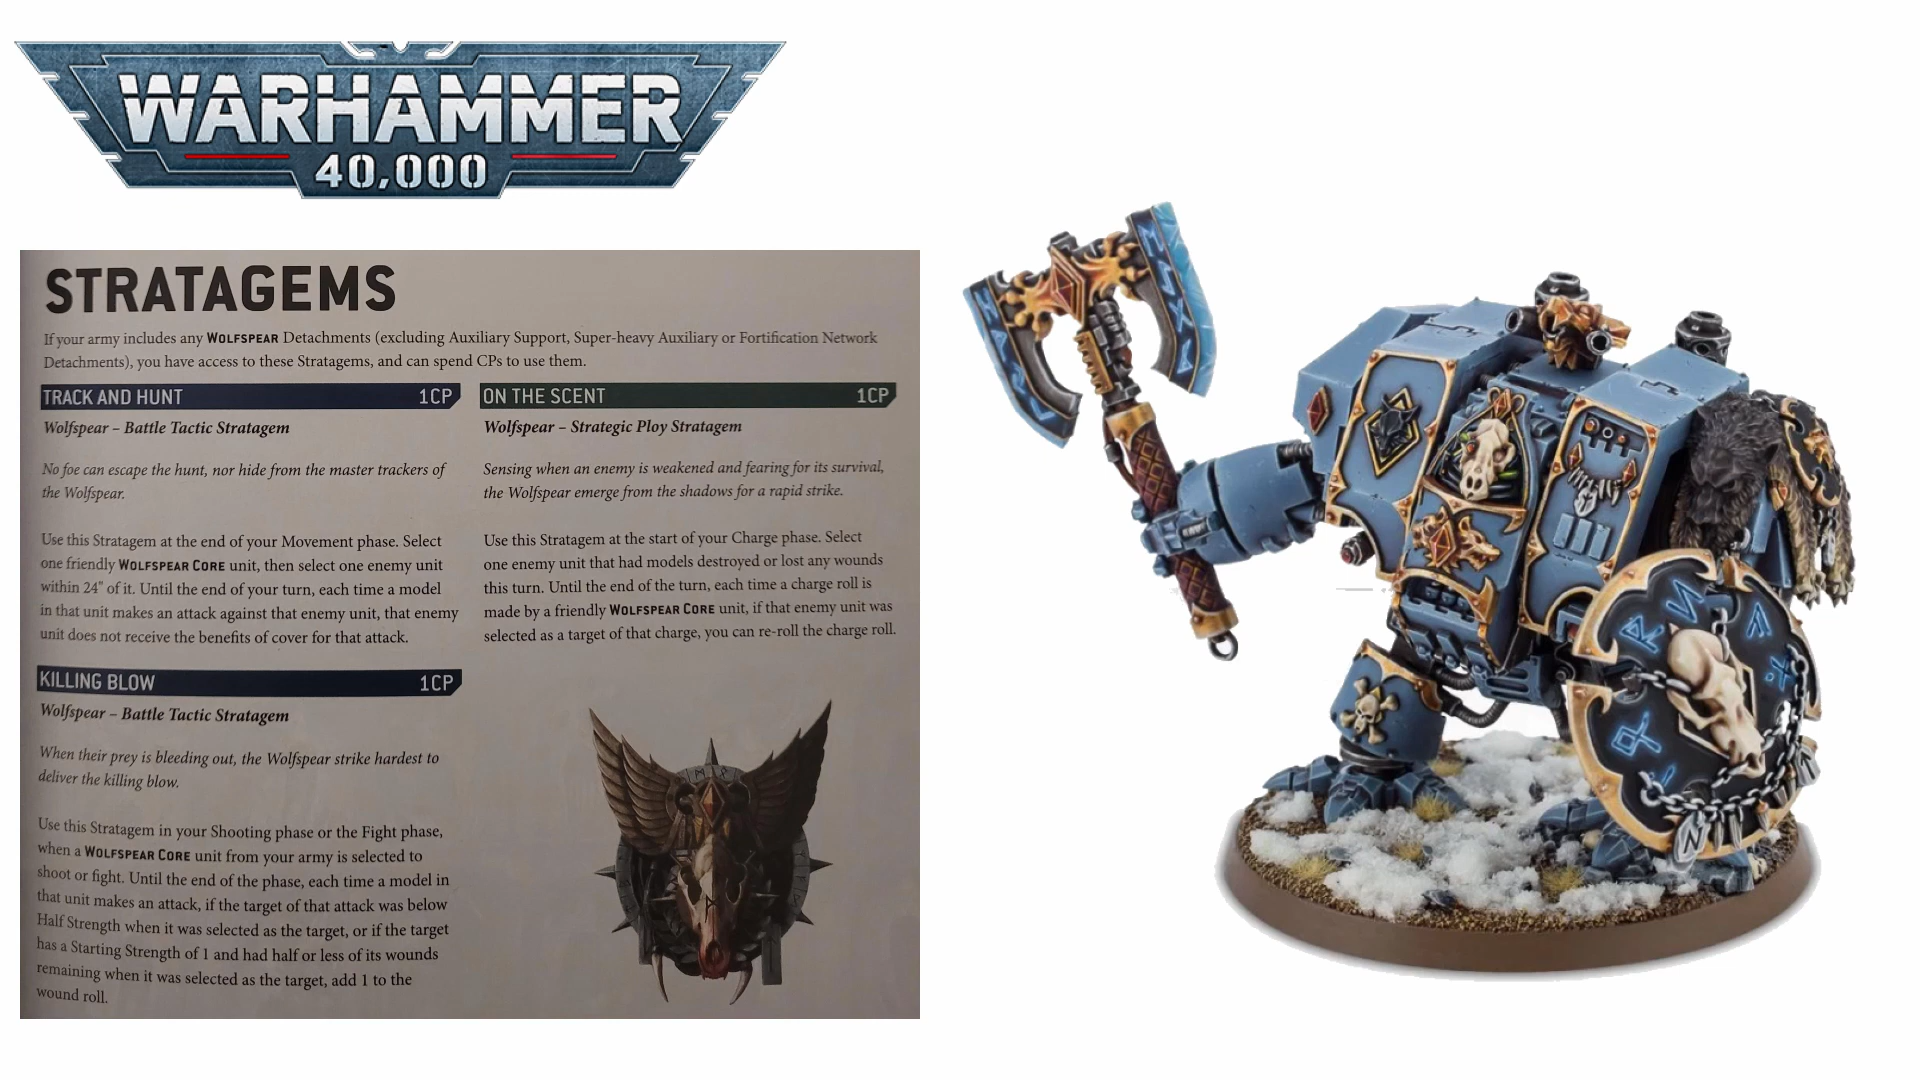 WARHAMMER
40,000
STRATAGEMS
If your army includes any WOLFSPEAR Detachments (excluding Auxiliary Support, Super-heavy Auxiliary or Fortification Network
Detachments), you have access to these Stratagems, and can spend CPs to use them.
TRACK AND HUNT 1CP
Wolfspear – Battle Tactic Stratagem
No foe can escape the hunt, nor hide from the master trackers of
the Wolfspear.
Use this Stratagem at the end of your Movement phase. Select
one friendly WOLFSPEAR CORE unit, then select one enemy unit
within 24" of it. Until the end of your turn, each time a model
in that unit makes an attack against that enemy unit, that enemy
unit does not receive the benefits of cover for that attack.
KILLING BLOW 1CP
Wolfspear – Battle Tactic Stratagem
When their prey is bleeding out, the Wolfspear strike hardest to
deliver the killing blow.
Use this Stratagem in your Shooting phase or the Fight phase,
when a WOLFSPEAR CORE unit from your army is selected to
shoot or fight. Until the end of the phase, each time a model in
that unit makes an attack, if the target of that attack was below
Half Strength when it was selected as the target, or if the target
has a Starting Strength of 1 and had half or less of its wounds
remaining when it was selected as the target, add 1 to the
wound roll.
ON THE SCENT 1CP
Wolfspear – Strategic Ploy Stratagem
Sensing when an enemy is weakened and fearing for its survival,
the Wolfspear emerge from the shadows for a rapid strike.
Use this Stratagem at the start of your Charge phase. Select
one enemy unit that had models destroyed or lost any wounds
this turn. Until the end of the turn, each time a charge roll is
made by a friendly WOLFSPEAR CORE unit, if that enemy unit was
selected as a target of that charge, you can re-roll the charge roll.